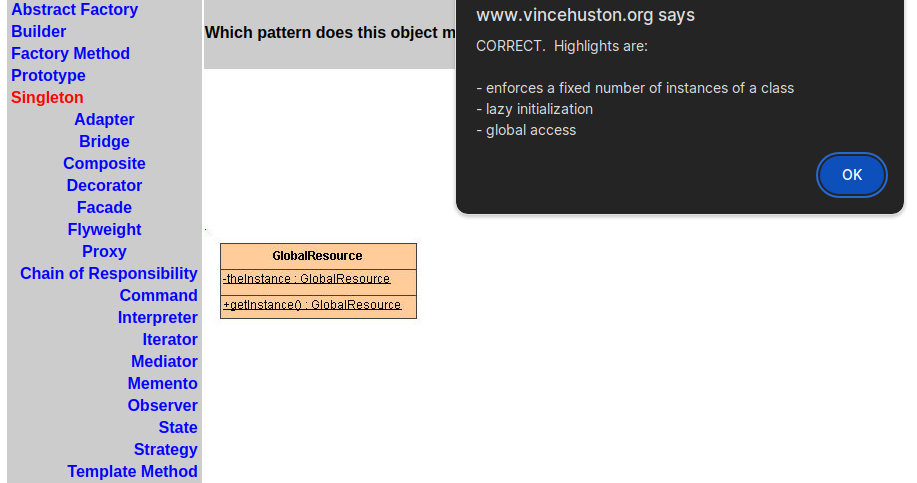 Abstract Factory
Builder
Factory Method
Prototype
Singleton
Adapter
Bridge
Composite
Decorator
Facade
Flyweight
Proxy
Chain of Responsibility
Command
Interpreter
Iterator
Mediator
Memento
Observer
State
Strategy
Template Method
Which pattern does this object m
www.vincehuston.org says
CORRECT.  Highlights are:
- enforces a fixed number of instances of a class
- lazy initialization
- global access
OK
GlobalResource
-theInstance : GlobalResource
+getInstance() : GlobalResource